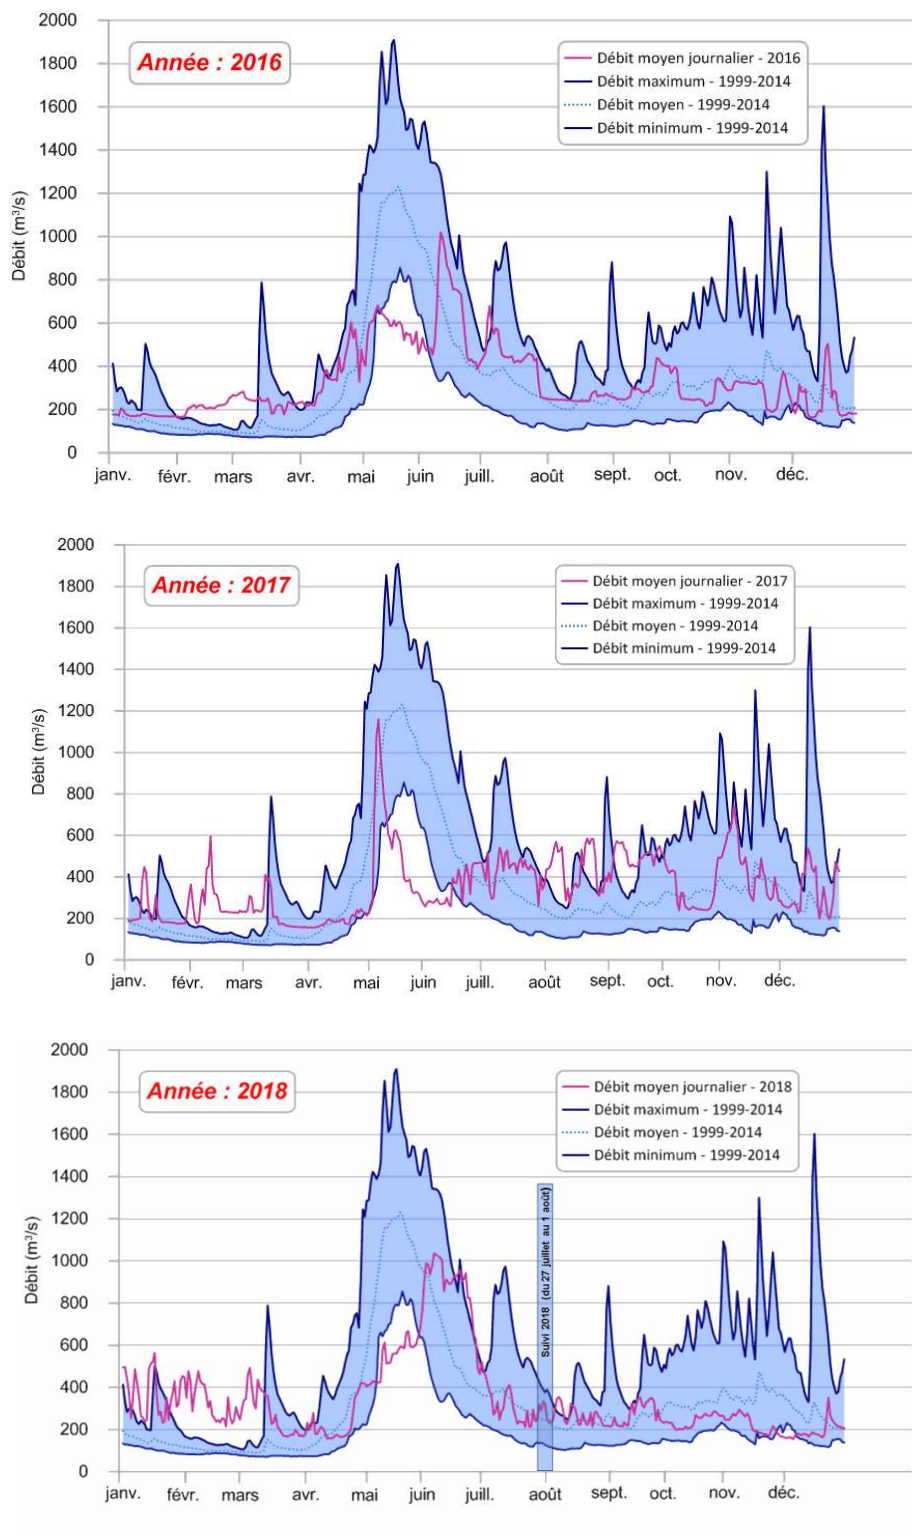 2000
1800
1600
1400
1200
1000
800
600
400
200
0
Débit (m³/s)
Année : 2016
Débit moyen journalier - 2016
Débit maximum - 1999-2014
Débit moyen - 1999-2014
Débit minimum - 1999-2014
janv. févr. mars avr. mai juin juill. août sept. oct. nov. déc.
2000
1800
1600
1400
1200
1000
800
600
400
200
0
Débit (m³/s)
Année : 2017
Débit moyen journalier - 2017
Débit maximum - 1999-2014
Débit moyen - 1999-2014
Débit minimum - 1999-2014
janv. févr. mars avr. mai juin juill. août sept. oct. nov. déc.
2000
1800
1600
1400
1200
1000
800
600
400
200
0
Débit (m³/s)
Année : 2018
Débit moyen journalier - 2018
Débit maximum - 1999-2014
Débit moyen - 1999-2014
Débit minimum - 1999-2014
Suivi 2018 (du 27 juillet au 1 août)
janv. févr. mars avr. mai juin juill. août sept. oct. nov. déc.